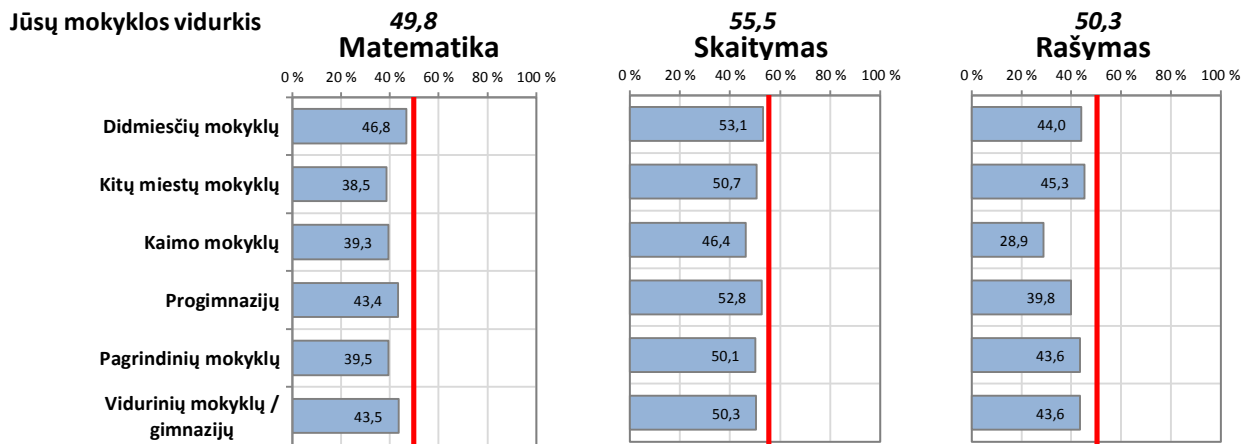 Jūsų mokyklos vidurkis 49,8 55,5 50,3
Matematika Skaitymas Rašymas
0 % 20 % 40 % 60 % 80 % 100 % 0 % 20 % 40 % 60 % 80 % 100 % 0 % 20 % 40 % 60 % 80 % 100 %
Didmiesčių mokyklų 46,8 53,1 44,0
Kitų miestų mokyklų 38,5 50,7 45,3
Kaimo mokyklų 39,3 46,4 28,9
Progimnazijų 43,4 52,8 39,8
Pagrindinių mokyklų 39,5 50,1 43,6
Vidurinių mokyklų / 
gimnazijų 43,5 50,3 43,6